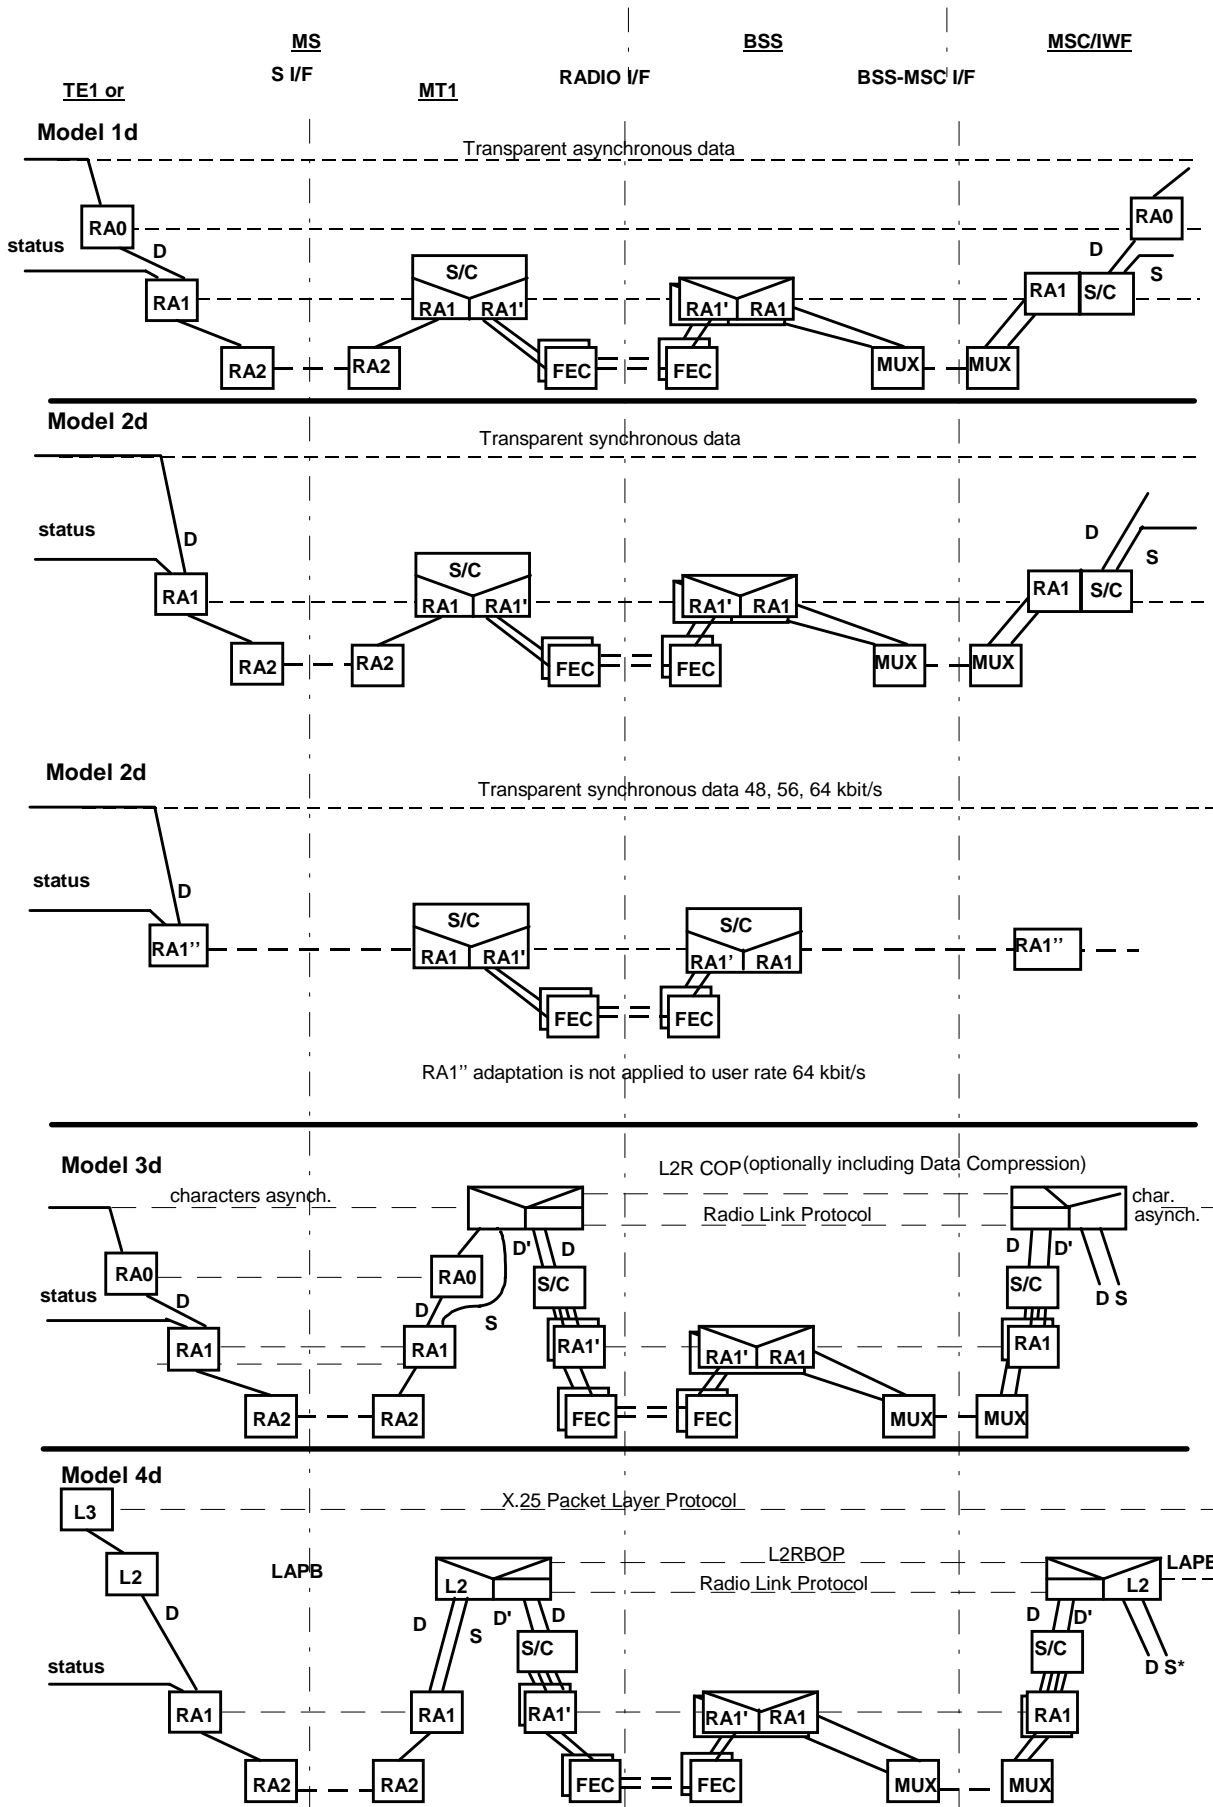 MS BSS MSC/IWF
S I/F RADIO I/F BSS-MSC I/F
TE1 or MT1
Model 1d
Transparent asynchronous data
RA0 RA0
status D D
S/C S
RA1 RA1 RA1' RA1' RA1 RA1 S/C
RA2 RA2 FEC FEC MUX MUX
Model 2d
Transparent synchronous data
status D D
S/C S
RA1 RA1 RA1' RA1' RA1 RA1 S/C
RA2 RA2 FEC FEC MUX MUX
Model 2d
Transparent synchronous data 48, 56, 64 kbit/s
status D
S/C S/C
RA1'' RA1 RA1' RA1' RA1 RA1''
FEC FEC
RA1'' adaptation is not applied to user rate 64 kbit/s
Model 3d
L2R COP (optionally including Data Compression)
characters asynch. char.
Radio Link Protocol asynch.
D' D D D'
RA0 RA0 S/C S/C
status D D S D S
RA1 RA1 RA1' RA1' RA1 RA1
RA2 RA2 FEC FEC MUX MUX
Model 4d
L3 X.25 Packet Layer Protocol
L2RBOP
L2 LAPB LAPB
L2 Radio Link Protocol L2
D D S D' D D D'
S/C S/C
status D S*
RA1 RA1 RA1' RA1' RA1 RA1
RA2 RA2 FEC FEC MUX MUX